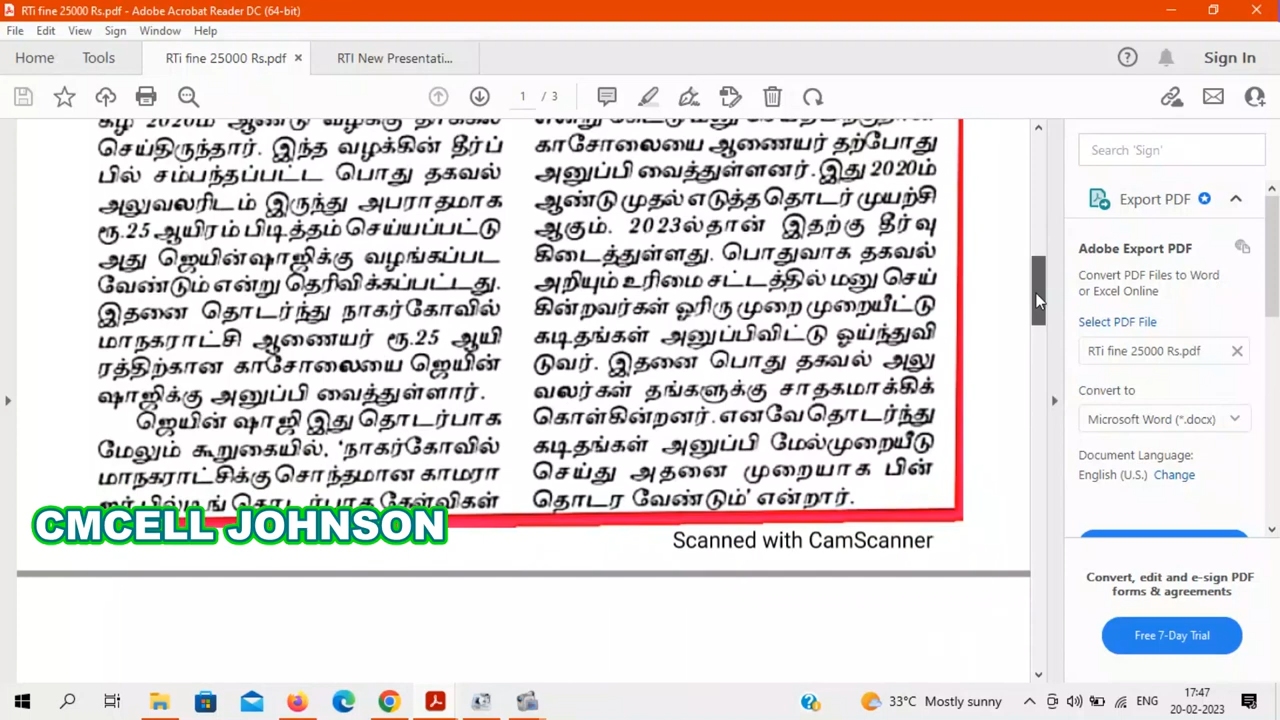 RTi fine 25000 Rs.pdf - Adobe Acrobat Reader DC (64-bit)
File Edit View Sign Window Help
Home Tools RTi fine 25000 Rs.pdf × RTI New Presentati... Sign In
1 / 3
செய்திருந்தார். இந்த வழக்கின் தீர்ப்
பில் சம்பந்தப்பட்ட பொது தகவல்
அலுவலரிடம் இருந்து அபராதமாக
ரூ.25 ஆயிரம் பிடித்தம் செய்யப்பட்டு
அது ஜெயின்ஷாஜிக்கு வழங்கப்பட
வேண்டும் என்று தெரிவிக்கப்பட்டது.
இதனை தொடர்ந்து நாகர்கோவில்
மாநகராட்சி ஆணையர் ரூ.25 ஆயி
ரத்திற்கான காசோலையை ஜெயின்
ஷாஜிக்கு அனுப்பி வைத்துள்ளார்.
ஜெயின் ஷாஜி இது தொடர்பாக
மேலும் கூறுகையில், 'நாகர்கோவில்
மாநகராட்சிக்கு சொந்தமான காமரா
காசோலையை ஆணையர் தற்போது
அனுப்பி வைத்துள்ளனர். இது 2020ம்
ஆண்டு முதல் எடுத்த தொடர் முயற்சி
ஆகும். 2023ல்தான் இதற்கு தீர்வு
கிடைத்துள்ளது. பொதுவாக தகவல்
அறியும் உரிமை சட்டத்தில் மனு செய்
கின்றவர்கள் ஓரிரு முறை முறையீட்டு
கடிதங்கள் அனுப்பிவிட்டு ஓய்ந்துவி
டுவர். இதனை பொது தகவல் அலு
வலர்கள் தங்களுக்கு சாதகமாக்கிக்
கொள்கின்றனர். எனவே தொடர்ந்து
கடிதங்கள் அனுப்பி மேல்முறையீடு
செய்து அதனை முறையாக பின்
தொடர வேண்டும்' என்றார்.
CMCELL JOHNSON
Scanned with CamScanner
Search 'Sign'
Export PDF
Adobe Export PDF
Convert PDF Files to Word
or Excel Online
Select PDF File
RTi fine 25000 Rs.pdf
Convert to
Microsoft Word (*.docx)
Document Language:
English (U.S.) Change
Convert, edit and e-sign PDF
forms & agreements
Free 7-Day Trial
33°C Mostly sunny ENG 17:47
20-02-2023